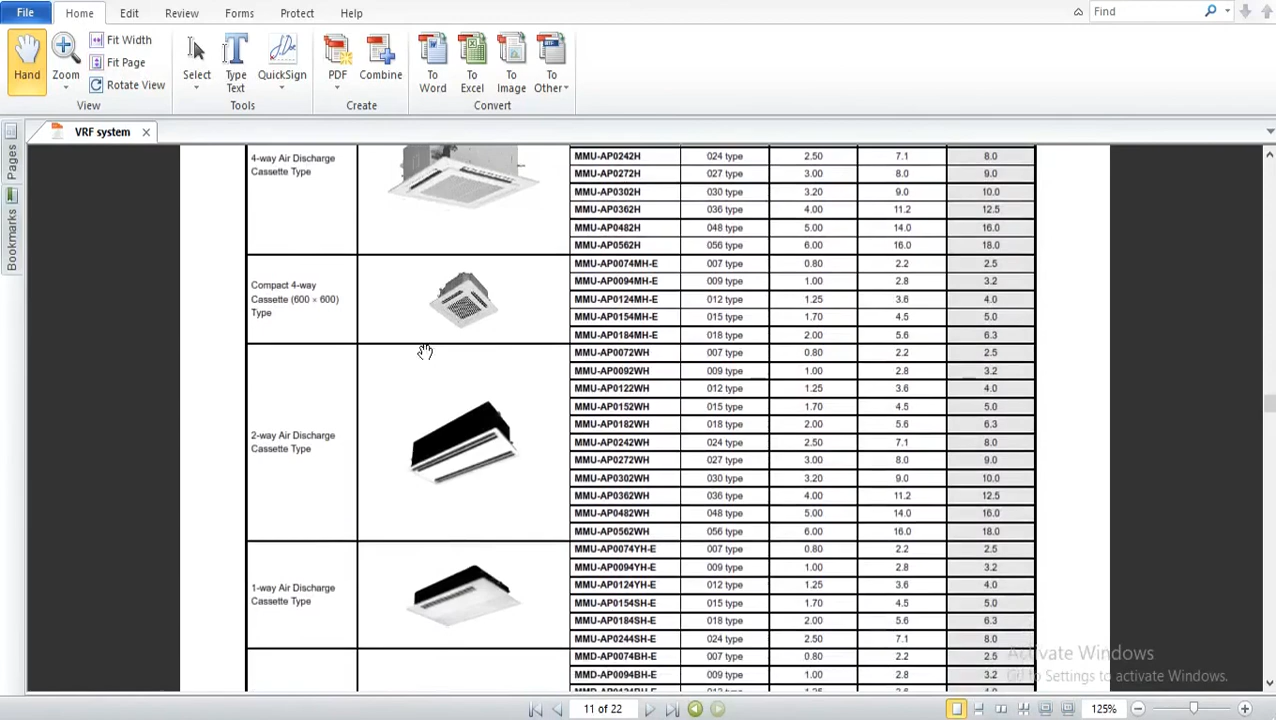 File Home Edit Review Forms Protect Help Find
Hand Zoom Fit Width Select Type Text QuickSign PDF Combine To Word To Excel To Image To Other
Fit Page
Rotate View
View Tools Create Convert
VRF system
Pages
Bookmarks
4-way Air Discharge
Cassette Type
MMU-AP0242H 024 type 2.50 7.1 8.0
MMU-AP0272H 027 type 3.00 8.0 9.0
MMU-AP0302H 030 type 3.20 9.0 10.0
MMU-AP0362H 036 type 4.00 11.2 12.5
MMU-AP0482H 048 type 5.00 14.0 16.0
MMU-AP0562H 056 type 6.00 16.0 18.0
Compact 4-way
Cassette (600 × 600)
Type
MMU-AP0074MH-E 007 type 0.80 2.2 2.5
MMU-AP0094MH-E 009 type 1.00 2.8 3.2
MMU-AP0124MH-E 012 type 1.25 3.6 4.0
MMU-AP0154MH-E 015 type 1.70 4.5 5.0
MMU-AP0184MH-E 018 type 2.00 5.6 6.3
2-way Air Discharge
Cassette Type
MMU-AP0072WH 007 type 0.80 2.2 2.5
MMU-AP0092WH 009 type 1.00 2.8 3.2
MMU-AP0122WH 012 type 1.25 3.6 4.0
MMU-AP0152WH 015 type 1.70 4.5 5.0
MMU-AP0182WH 018 type 2.00 5.6 6.3
MMU-AP0242WH 024 type 2.50 7.1 8.0
MMU-AP0272WH 027 type 3.00 8.0 9.0
MMU-AP0302WH 030 type 3.20 9.0 10.0
MMU-AP0362WH 036 type 4.00 11.2 12.5
MMU-AP0482WH 048 type 5.00 14.0 16.0
MMU-AP0562WH 056 type 6.00 16.0 18.0
1-way Air Discharge
Cassette Type
MMU-AP0074YH-E 007 type 0.80 2.2 2.5
MMU-AP0094YH-E 009 type 1.00 2.8 3.2
MMU-AP0124YH-E 012 type 1.25 3.6 4.0
MMU-AP0154SH-E 015 type 1.70 4.5 5.0
MMU-AP0184SH-E 018 type 2.00 5.6 6.3
MMU-AP0244SH-E 024 type 2.50 7.1 8.0
MMD-AP0074BH-E 007 type 0.80 2.2 2.5
MMD-AP0094BH-E 009 type 1.00 2.8 3.2
Activate Windows
Go to Settings to activate Windows.
11 of 22 125%